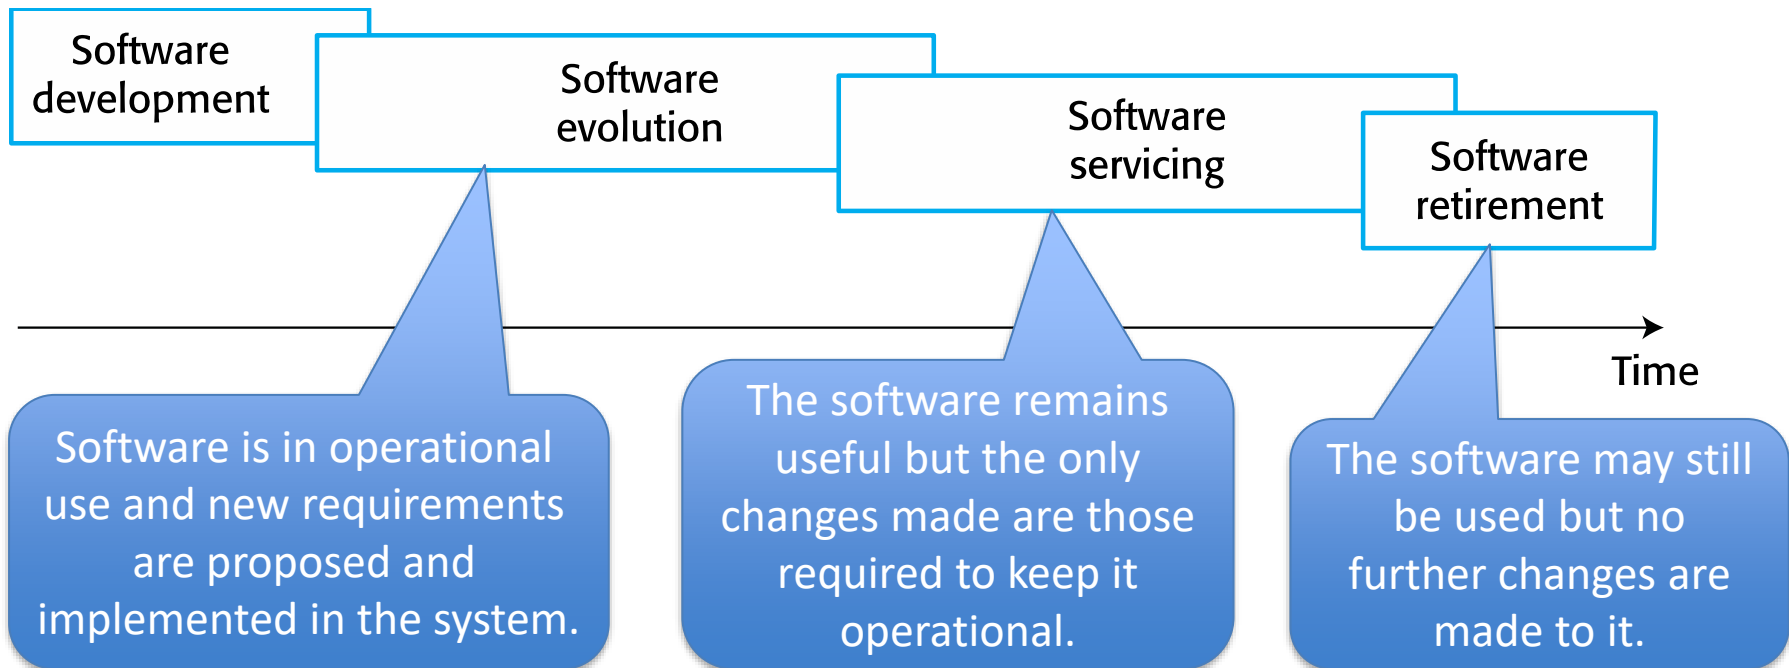 Software
development
Software
evolution
Software
servicing
Software
retirement
Time
Software is in operational
use and new requirements
are proposed and
implemented in the system.
The software remains
useful but the only
changes made are those
required to keep it
operational.
The software may still
be used but no
further changes are
made to it.